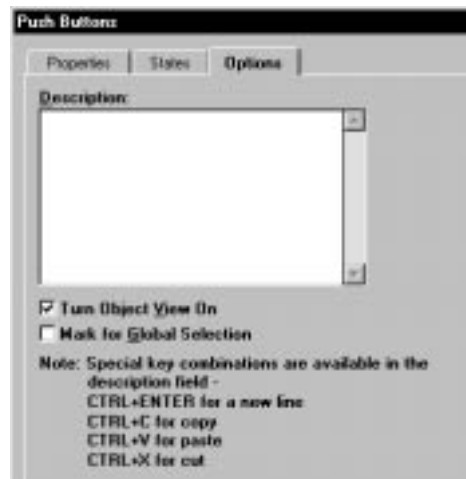 Push Buttons
Properties States Options
Description:
Turn Object View On
Mark for Global Selection
Note: Special key combinations are available in the
description field -
CTRL+ENTER for a new line
CTRL+C for copy
CTRL+V for paste
CTRL+X for cut